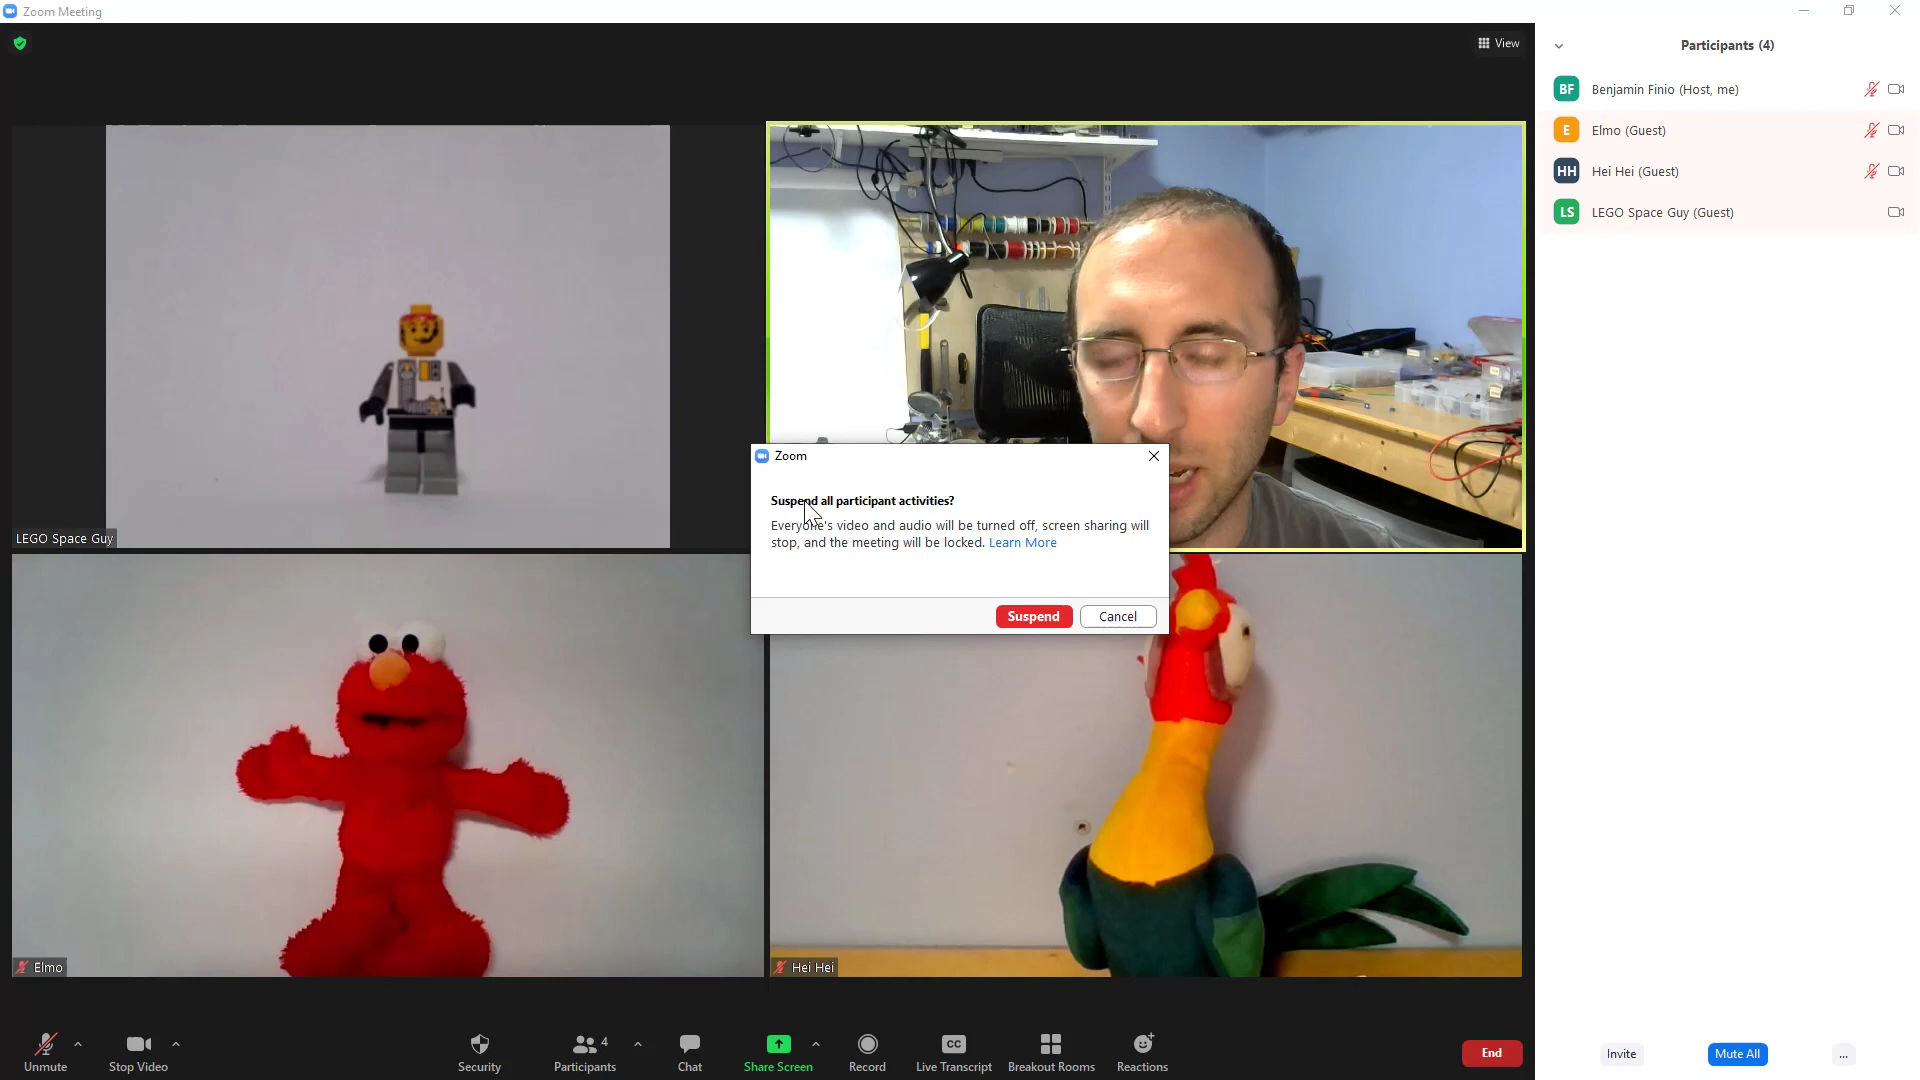 Zoom Meeting
View
Participants (4)
BF Benjamin Finio (Host, me)
E Elmo (Guest)
HH Hei Hei (Guest)
LS LEGO Space Guy (Guest)
LEGO Space Guy
Zoom
Suspend all participant activities?
Everyone's video and audio will be turned off, screen sharing will
stop, and the meeting will be locked. Learn More
Suspend Cancel
Elmo
Hei Hei
4
CC
Unmute Stop Video Security Participants Chat Share Screen Record Live Transcript Breakout Rooms Reactions
End
Invite Mute All ...